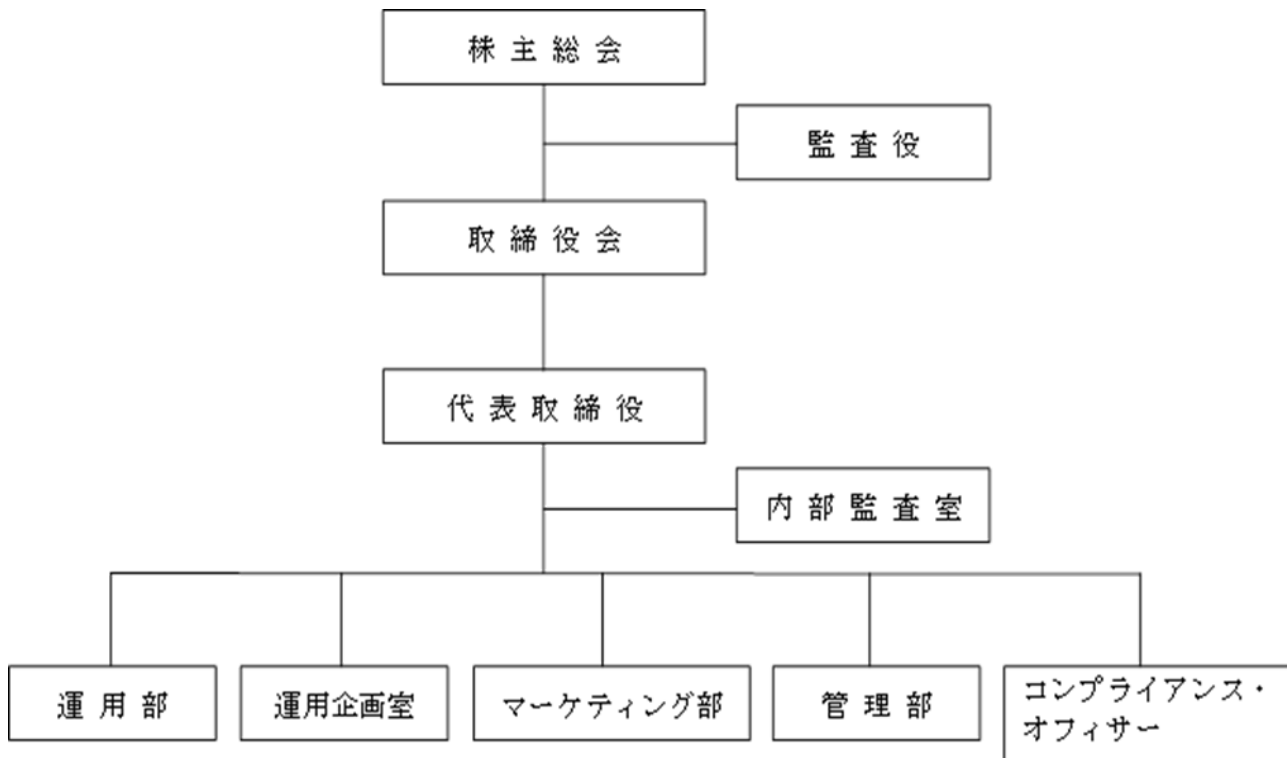 株主総会
監査役
取締役会
代表取締役
内部監査室
運用部
運用企画室
マーケティング部
管理部
コンプライアンス・
オフィサー